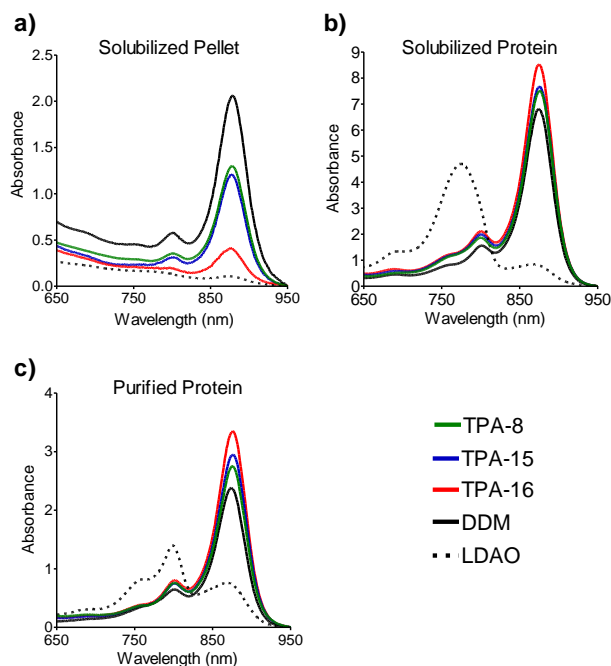 a)
Solubilized Pellet
2.5
2.0
1.5
1.0
0.5
0.0
650
750
850
950
Absorbance
Wavelength (nm)
b)
Solubilized Protein
9
8
7
6
5
4
3
2
1
0
650
750
850
950
Absorbance
Wavelength (nm)
c)
Purified Protein
4
3
2
1
0
650
750
850
950
Absorbance
Wavelength (nm)
TPA-8
TPA-15
TPA-16
DDM
LDAO